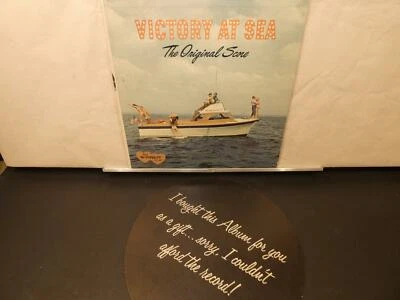 VICTORY AT SEA
The Original Score
I bought this Album for you
as a gift... sorry, I couldn't
afford the record!